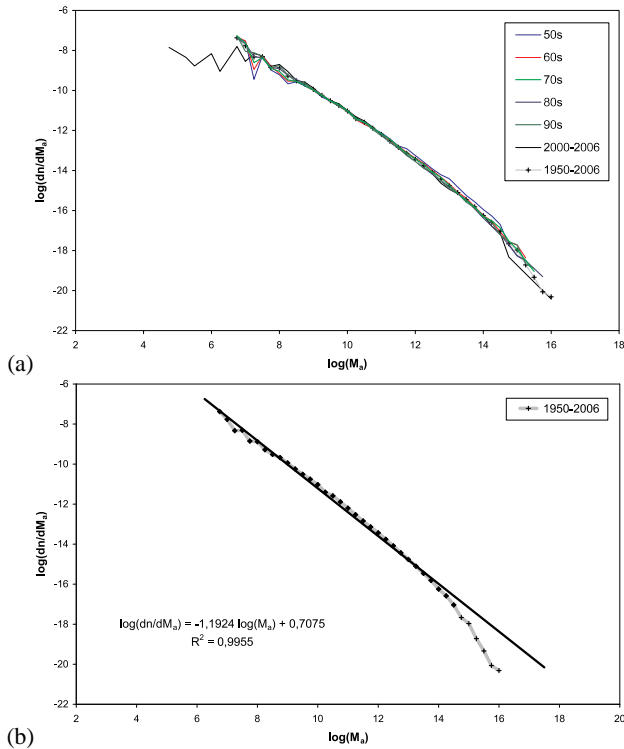 -6
-8
-10
-12
-14
-16
-18
-20
-22
log(dn/dMa)
50s
60s
70s
80s
90s
2000-2006
1950-2006
2 4 6 8 10 12 14 16 18
log(Ma)
(a)
-6
-8
-10
-12
-14
-16
-18
-20
-22
log(dn/dMa)
1950-2006
log(dn/dMa) = -1,1924 log(Ma) + 0,7075
R2 = 0,9955
2 4 6 8 10 12 14 16 18 20
log(Ma)
(b)